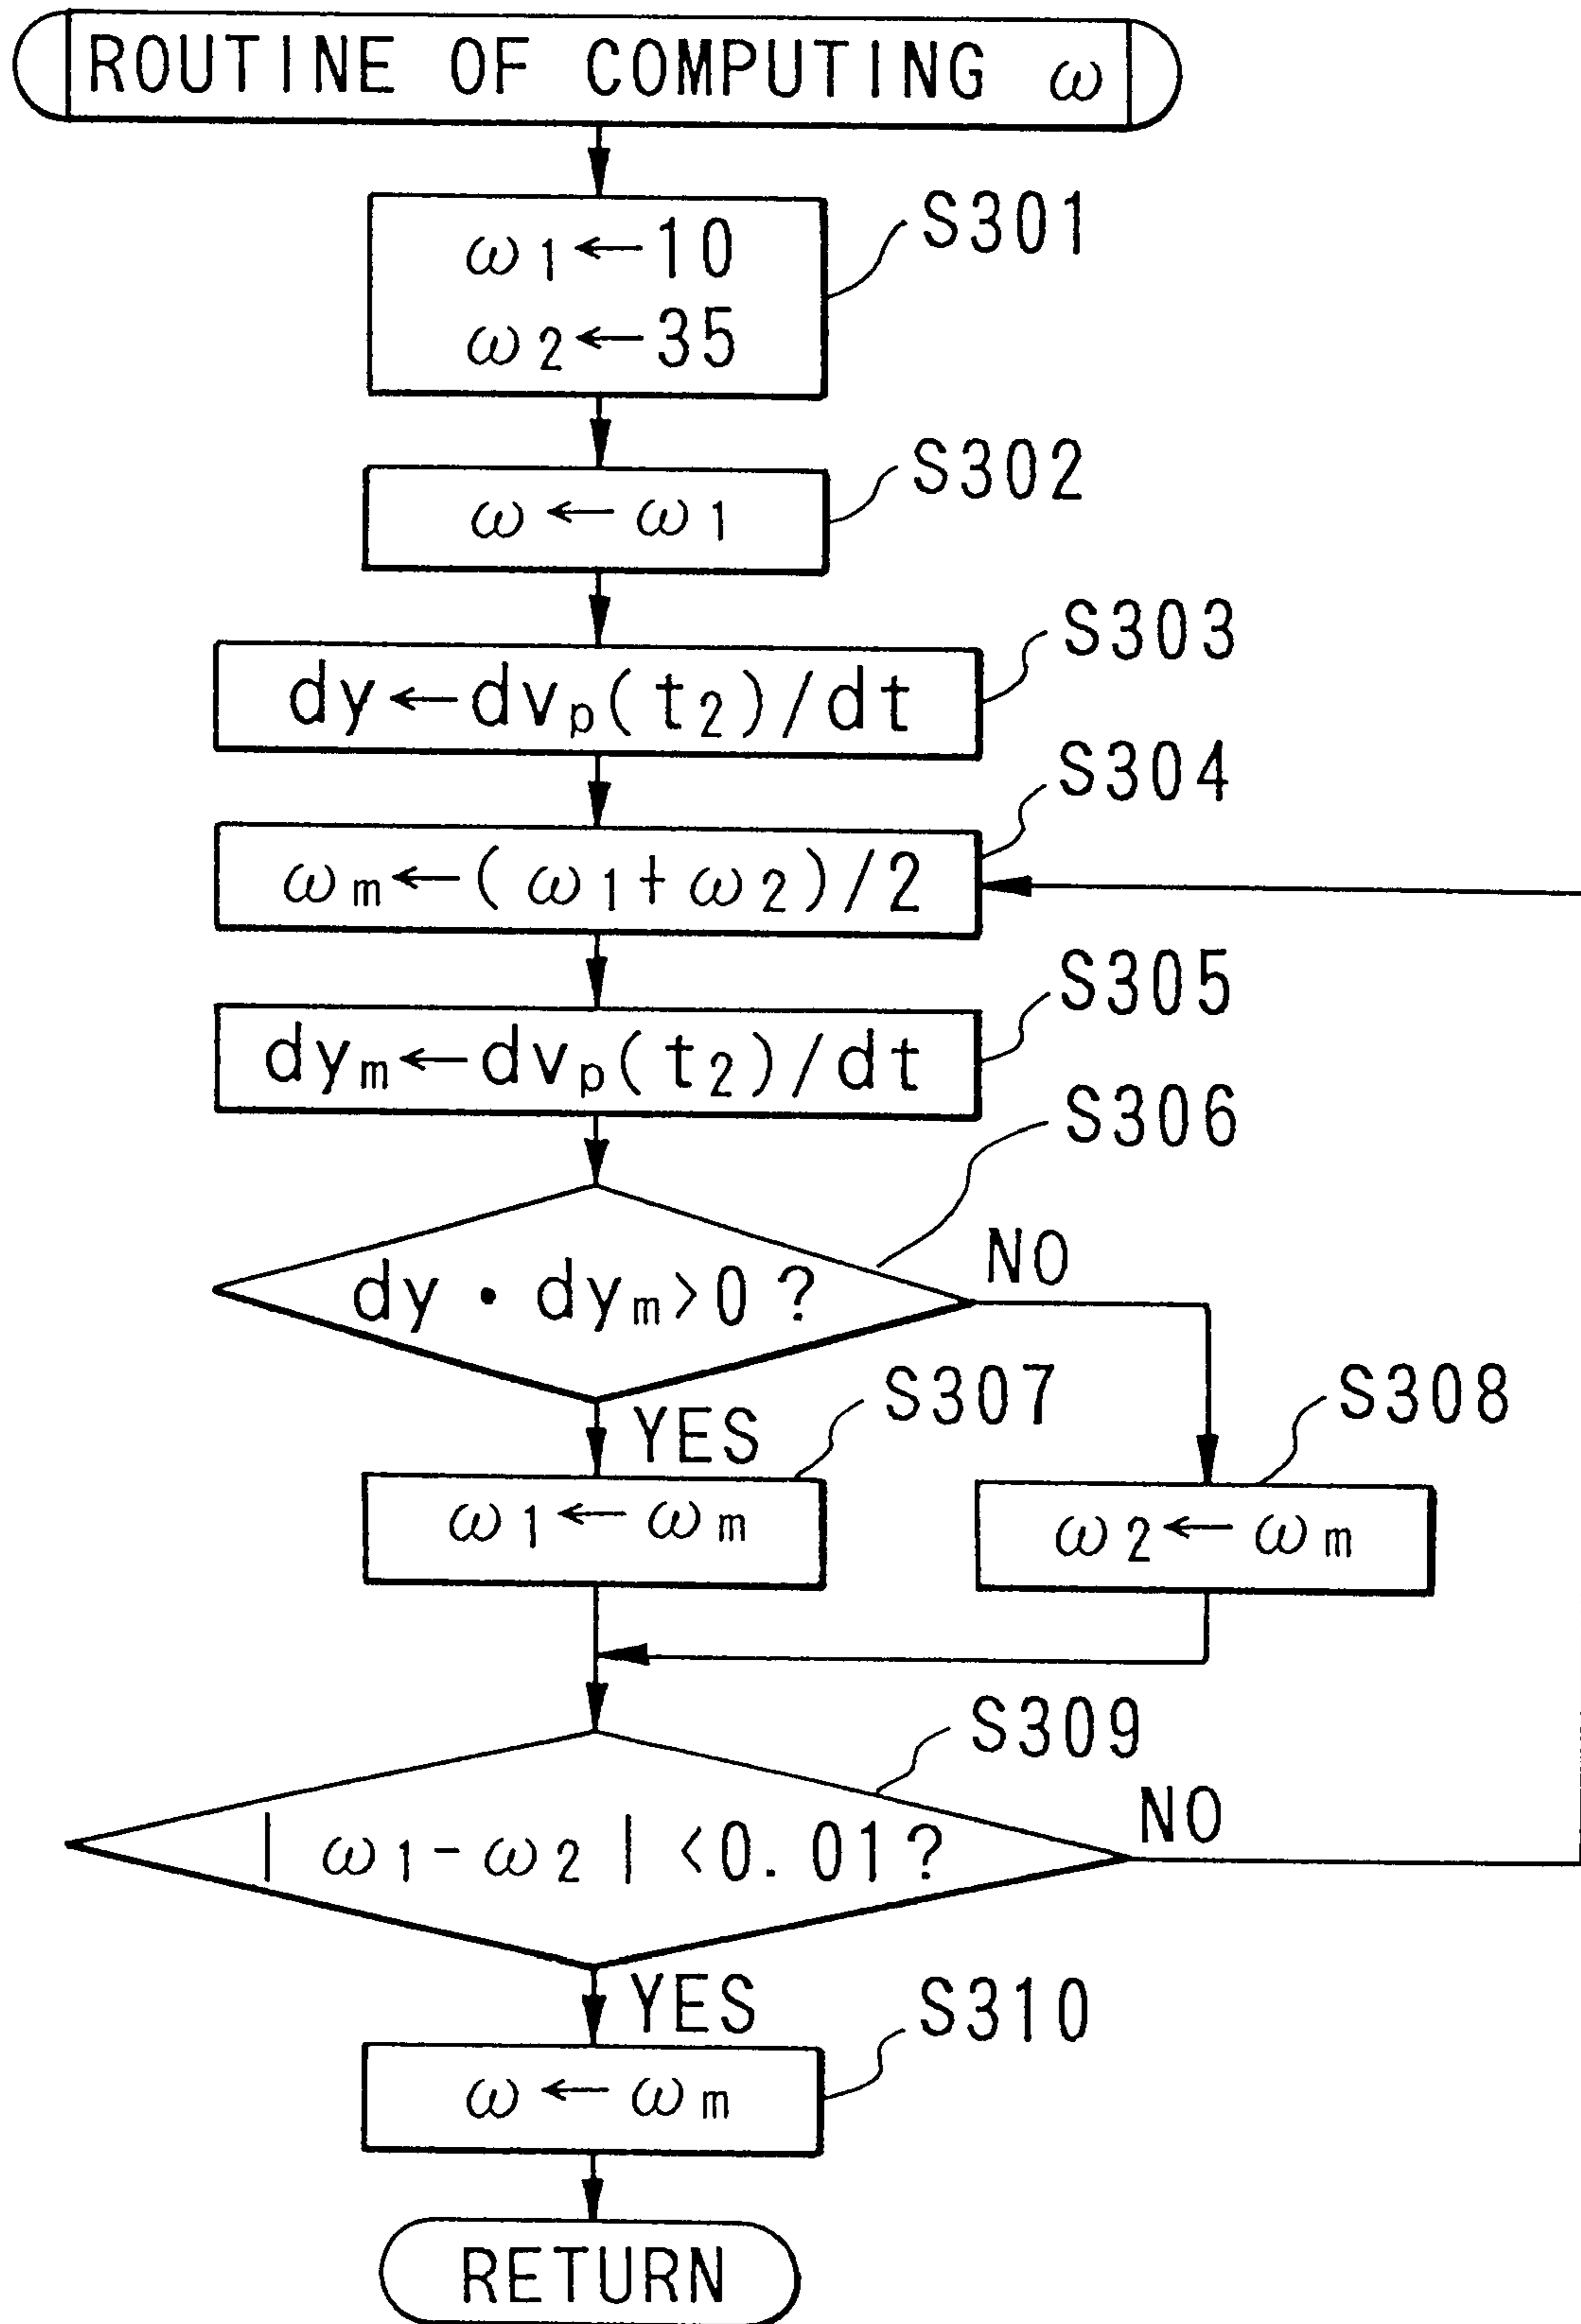 ROUTINE OF COMPUTING ω
S301
ω1←10
ω2←35
S302
ω←ω1
S303
dy←dvp(t2)/dt
S304
ωm←(ω1+ω2)/2
S305
dym←dvp(t2)/dt
S306
dy・dym>0?
NO
YES
S307
ω1←ωm
S308
ω2←ωm
S309
|ω1-ω2|<0.01?
NO
YES
S310
ω←ωm
RETURN